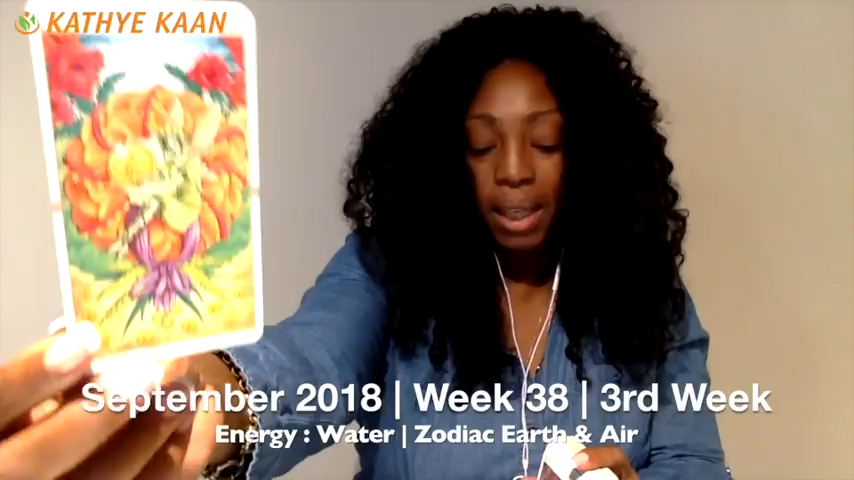 KATHYE KAAN
September 2018 | Week 38 | 3rd Week
Energy : Water | Zodiac Earth & Air